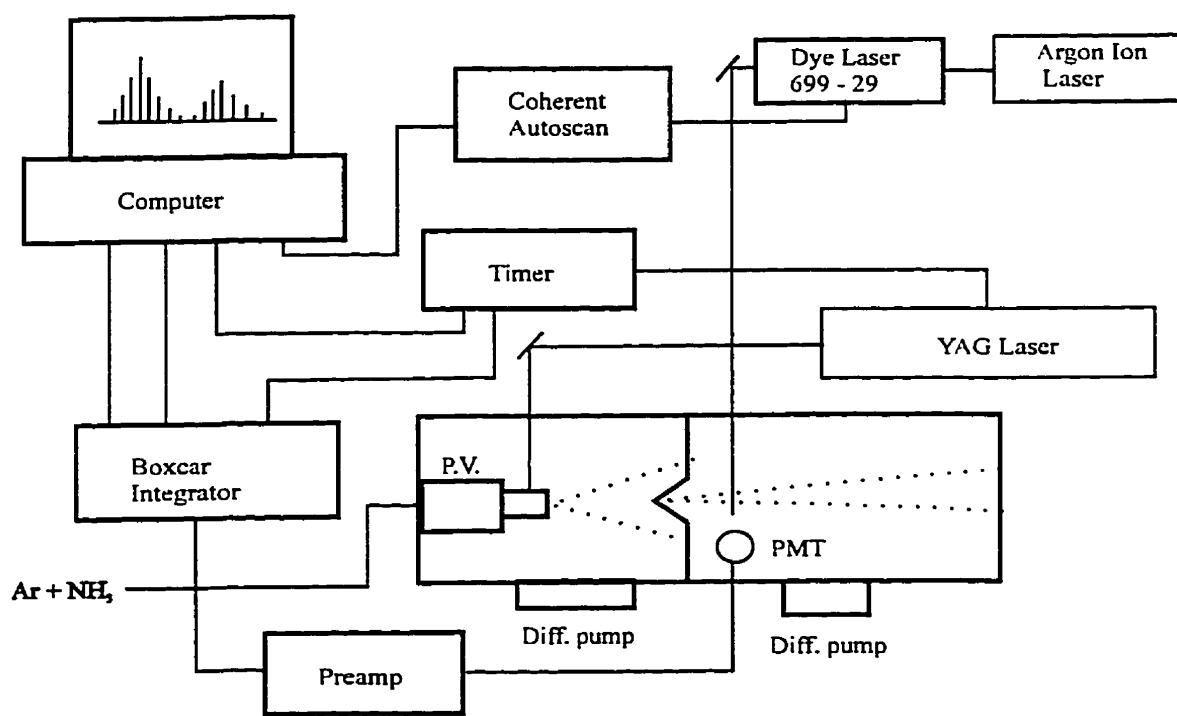 Dye Laser
699 - 29
Argon Ion
Laser
Coherent
Autoscan
Computer
Timer
YAG Laser
Boxcar
Integrator
P.V.
PMT
Ar + NH₃
Diff. pump
Diff. pump
Preamp